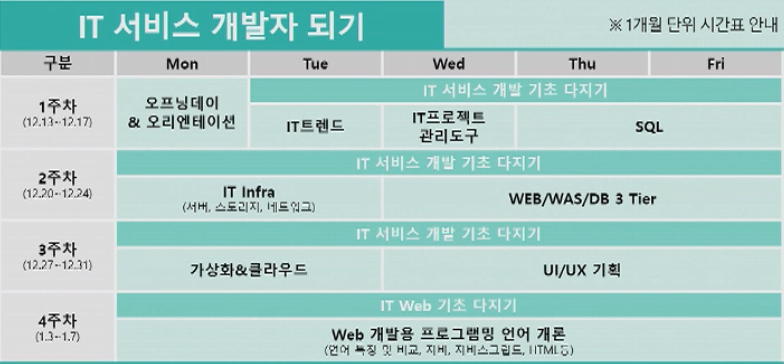 IT 서비스 개발자 되기
※ 1개월 단위 시간표 안내
구분 Mon Tue Wed Thu Fri
1주차
(12.13~12.17)
오프닝데이
& 오리엔테이션
IT 서비스 개발 기초 다지기
IT트렌드
IT프로젝트
관리도구
SQL
2주차
(12.20~12.24)
IT 서비스 개발 기초 다지기
IT Infra
(서버, 스토리지, 네트워크)
WEB/WAS/DB 3 Tier
3주차
(12.27~12.31)
IT 서비스 개발 기초 다지기
가상화&클라우드
UI/UX 기획
4주차
(1.3~1.7)
IT Web 기초 다지기
Web 개발용 프로그래밍 언어 개론
(언어 특징 및 비교, 자바, 자바스크립트, HTML등)